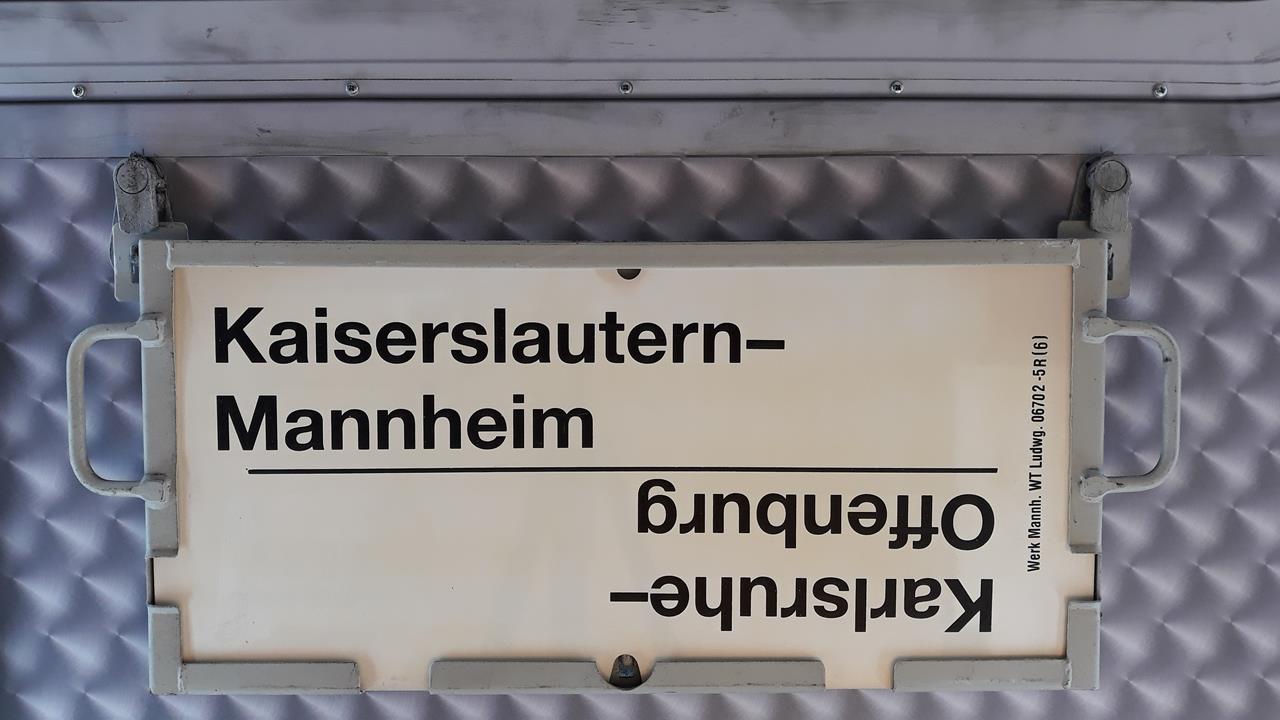 Kaiserslautern–
Mannheim
Karlsruhe–
Offenburg
Werk Mannh. WT Ludwg. 06702 -5R(6)